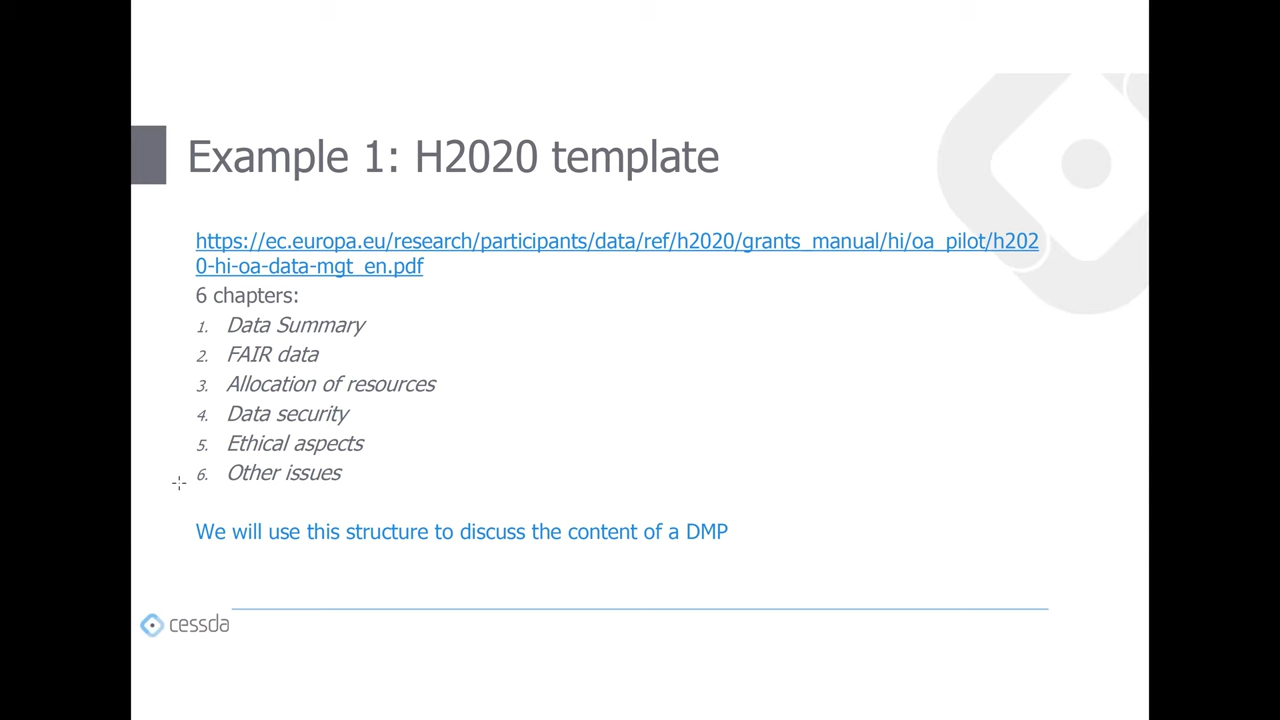 Example 1: H2020 template
https://ec.europa.eu/research/participants/data/ref/h2020/grants_manual/hi/oa_pilot/h202
0-hi-oa-data-mgt_en.pdf
6 chapters:
1. Data Summary
2. FAIR data
3. Allocation of resources
4. Data security
5. Ethical aspects
6. Other issues
We will use this structure to discuss the content of a DMP
cessda